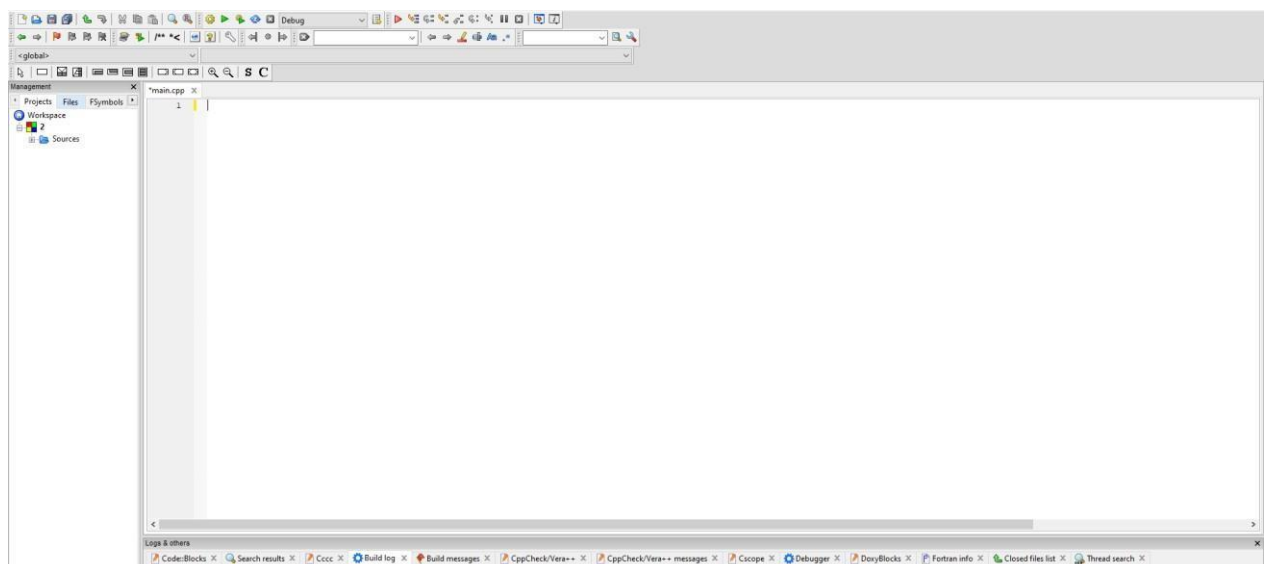 Debug
/** *<
Aa .*
<global>
S C
Management
*main.cpp
Projects Files FSymbols
1
Workspace
2
Sources
Logs & others
Code::Blocks Search results Cccc Build log Build messages CppCheck/Vera++ CppCheck/Vera++ messages Cscope Debugger DoxyBlocks Fortran info Closed files list Thread search